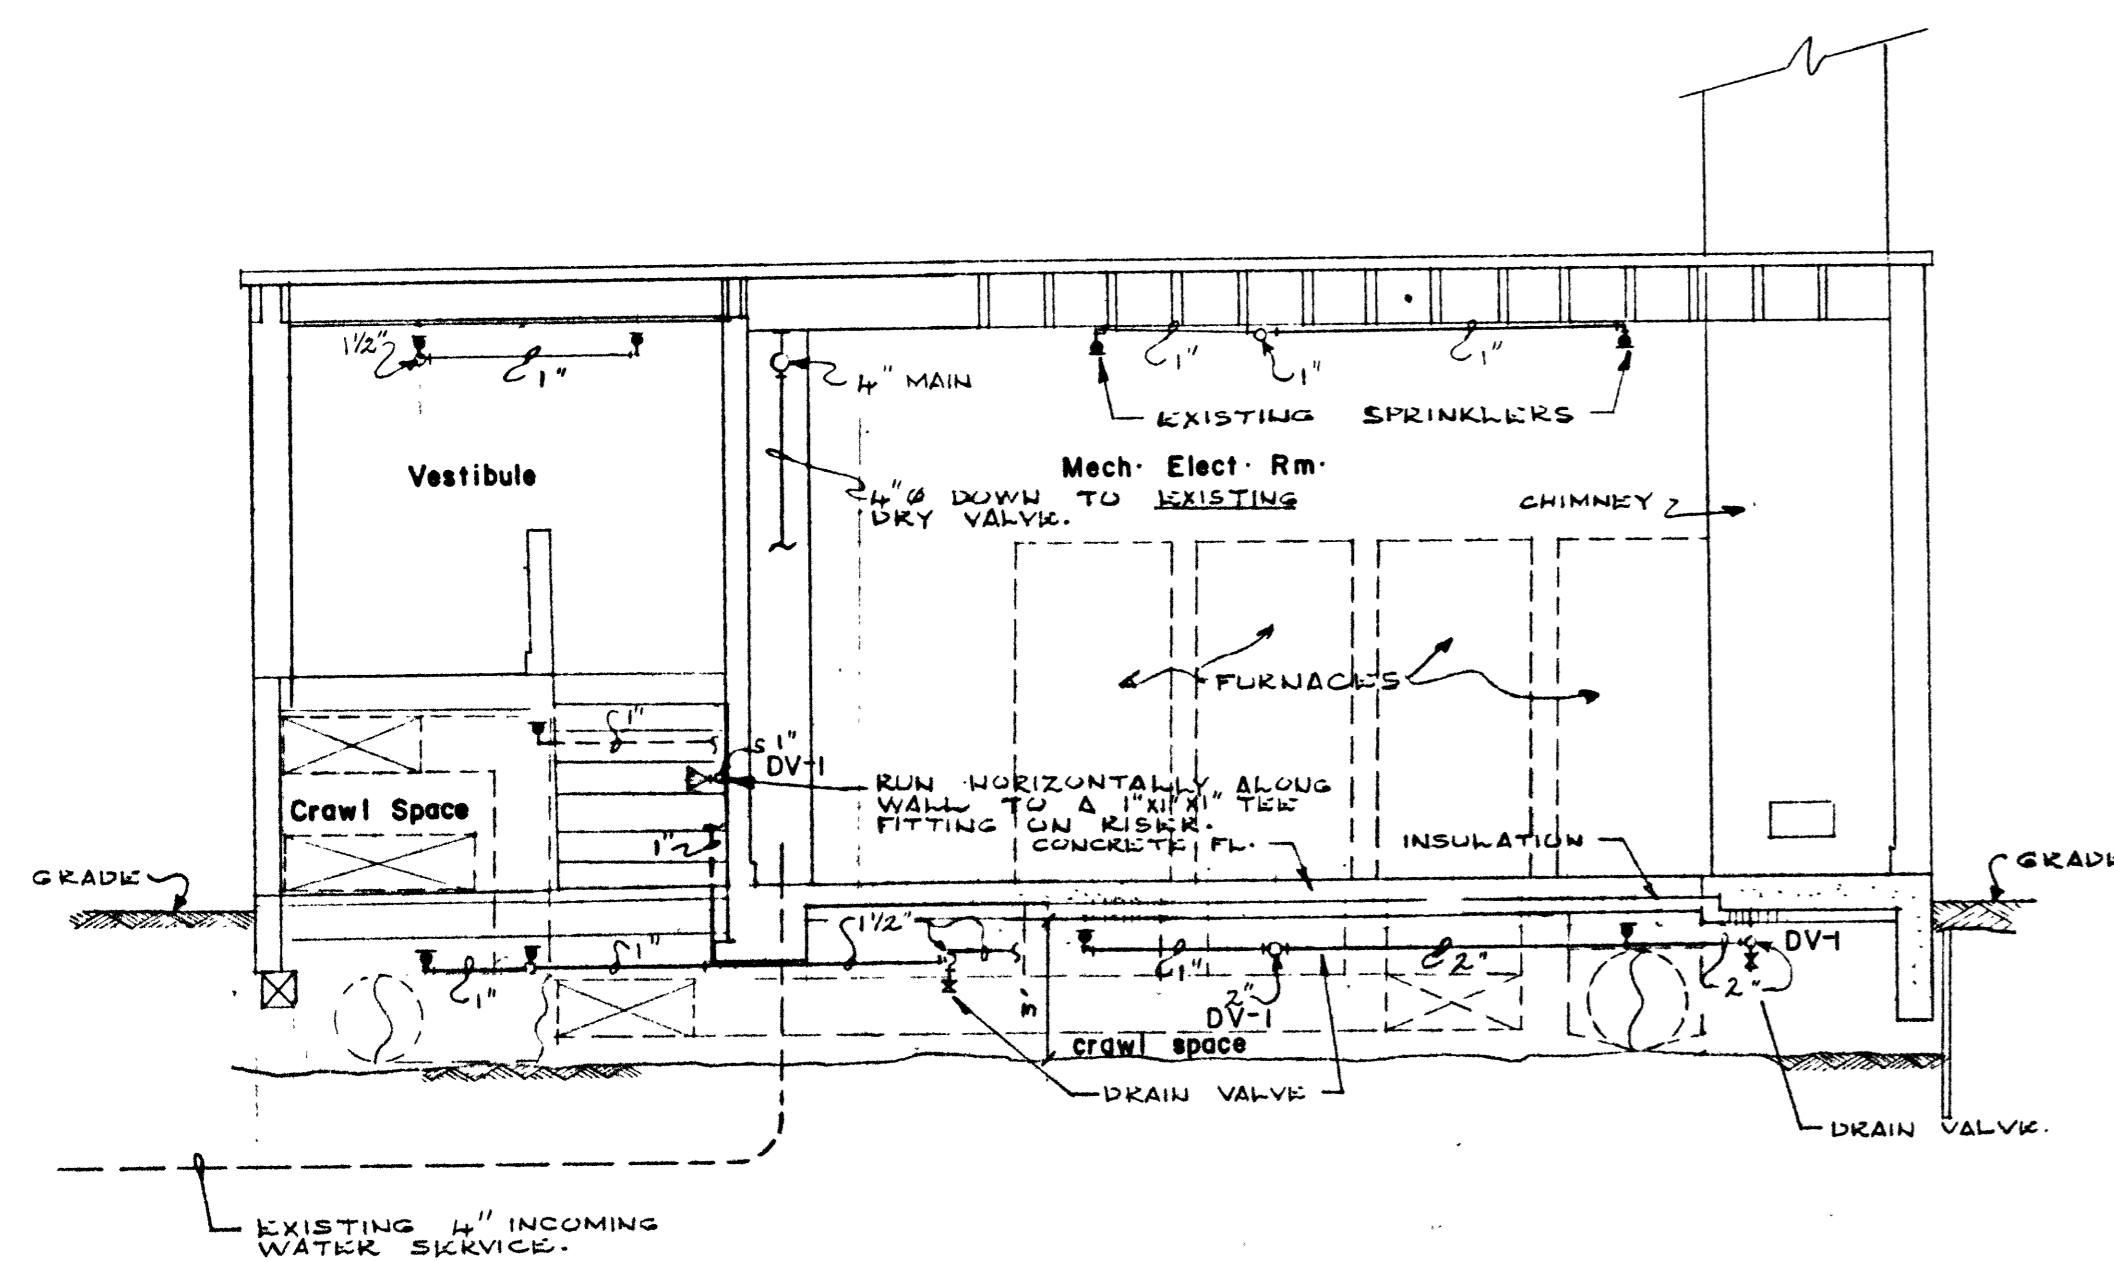 1½"
1"
4" MAIN
1"
1"
1"
EXISTING SPRINKLERS
Vestibule
Mech. Elect. Rm.
4"ø DOWN TO EXISTING
DRY VALVE.
CHIMNEY
FURNACES
1"
1"
DV-1
RUN HORIZONTALLY ALONG
WALL TO A 1"X1"X1" TEE
FITTING ON RISER.
Crawl Space
1"
CONCRETE FL.
INSULATION
GRADE
GRADE
1½"
1"
1"
1"
2"
DV-1
2"
2"
DV-1
3'
crawl space
DRAIN VALVE
DRAIN VALVE.
EXISTING 4" INCOMING
WATER SERVICE.